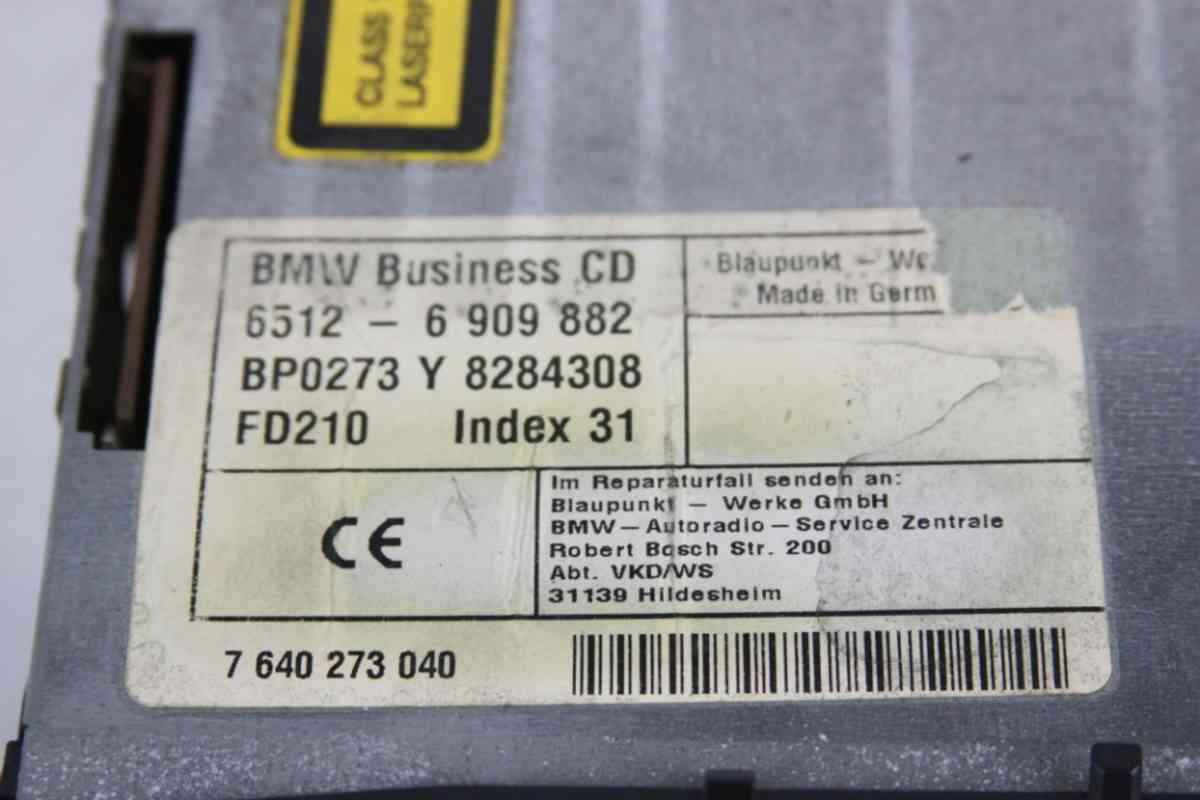 CLASS
BMW Business CD
6512 – 6 909 882
BP0273 Y 8284308
FD210 Index 31
Blaupunkt –
Made in
Im Reparaturfall senden an:
Blaupunkt – Werke GmbH
BMW – Autoradio – Service Zentrale
Robert Bosch Str. 200
Abt. VKD/WS
31139 Hildesheim
CE
7 640 273 040